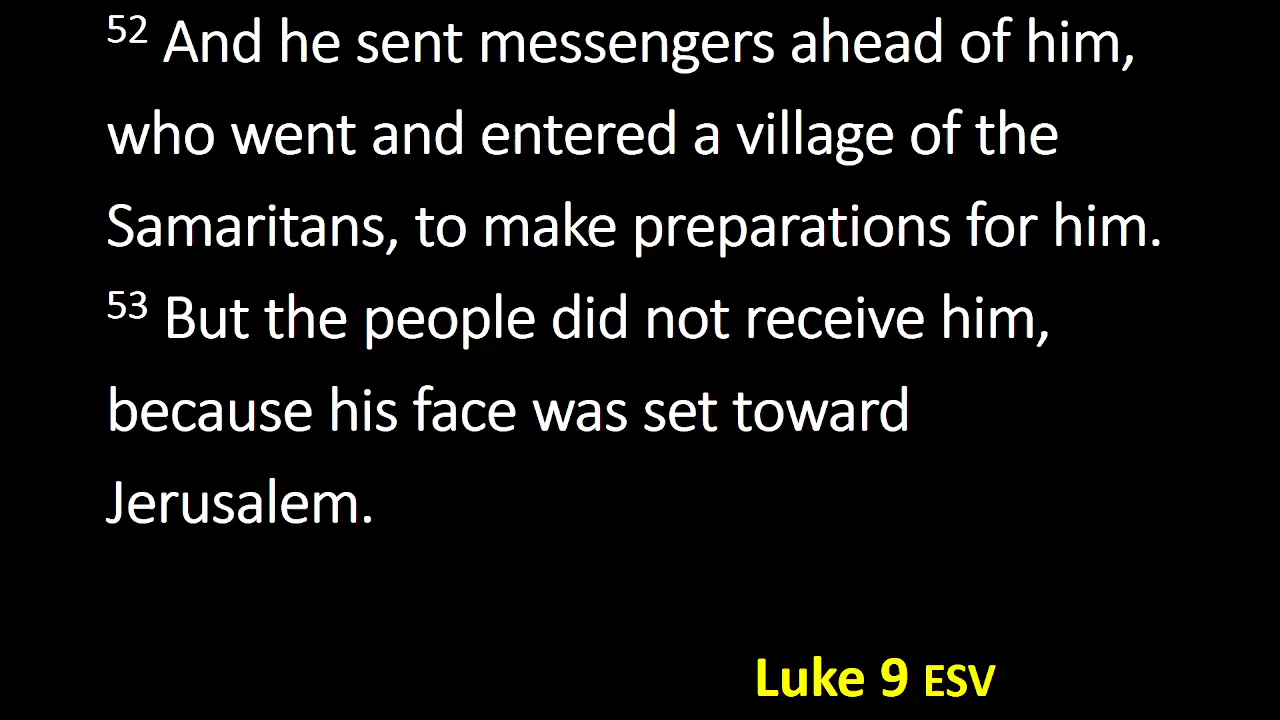 52 And he sent messengers ahead of him,
who went and entered a village of the
Samaritans, to make preparations for him.
53 But the people did not receive him,
because his face was set toward
Jerusalem.
Luke 9 ESV